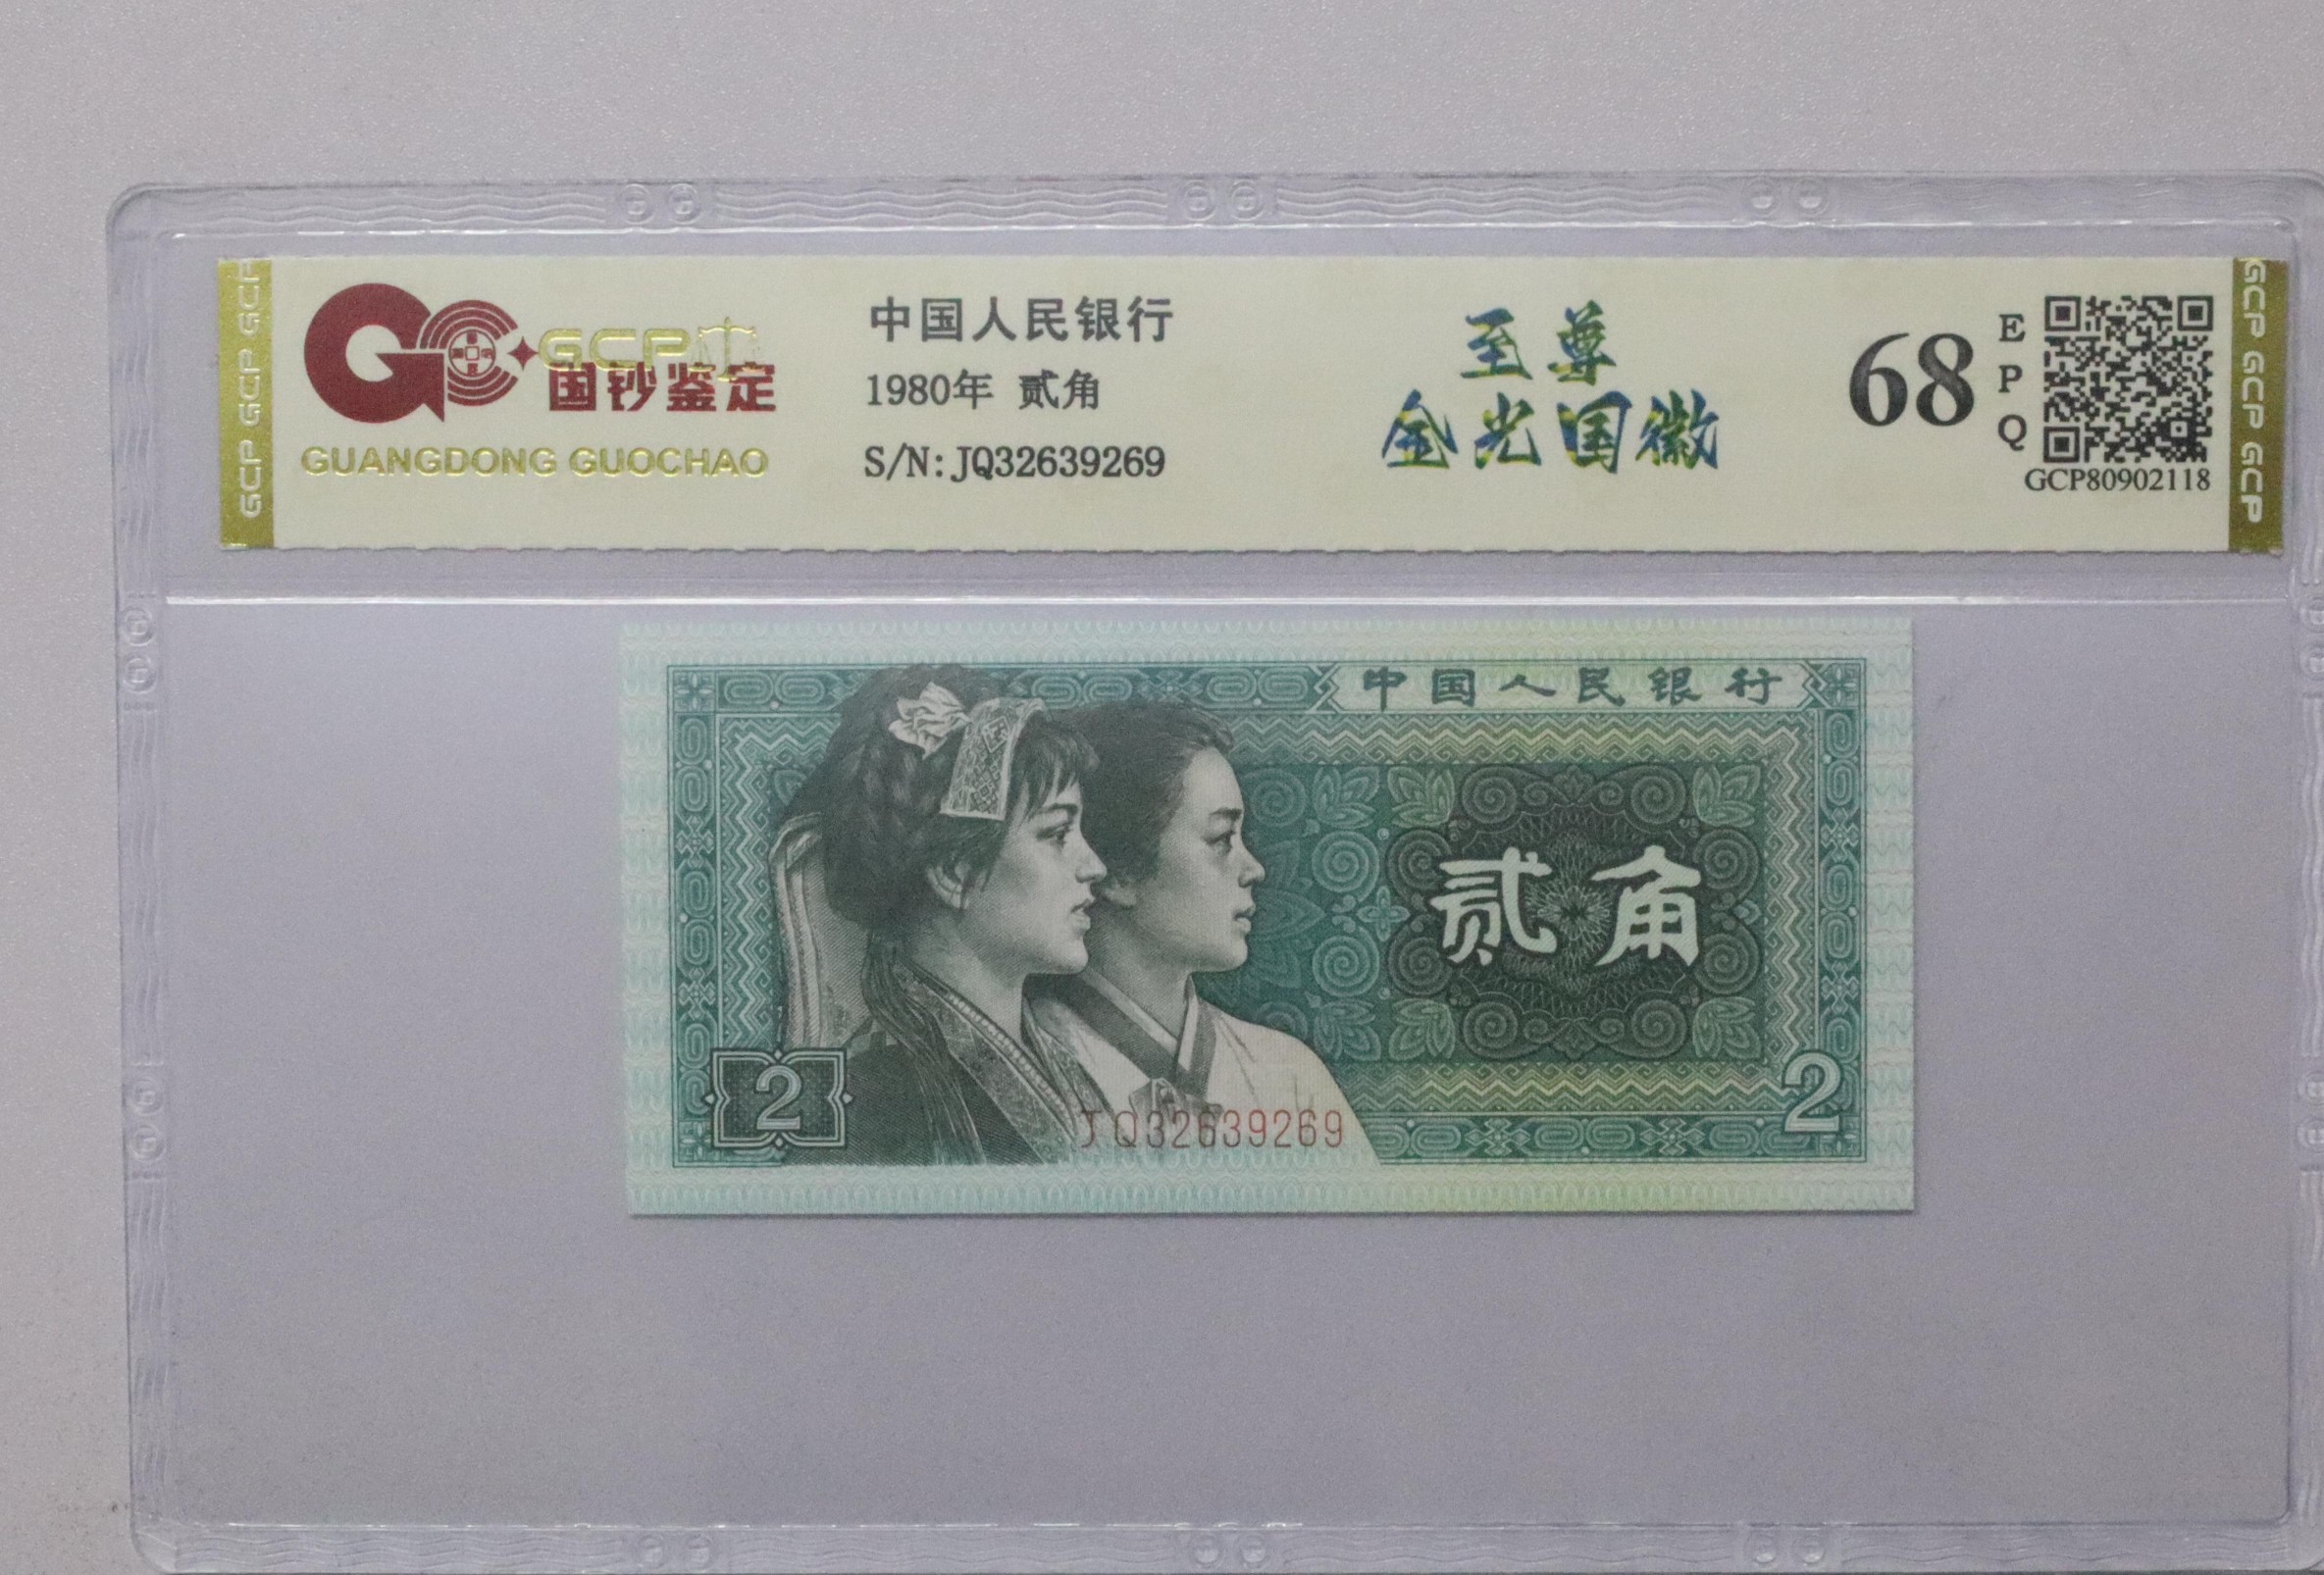 GCP GCP GCP
GCP
国钞鉴定
GUANGDONG GUOCHAO
中国人民银行
1980年 贰角
S/N:JQ32639269
至尊
金光国徽
68
EPQ
GCP80902118
GCP GCP GCP
中国人民银行
贰角
2
2
JQ32639269